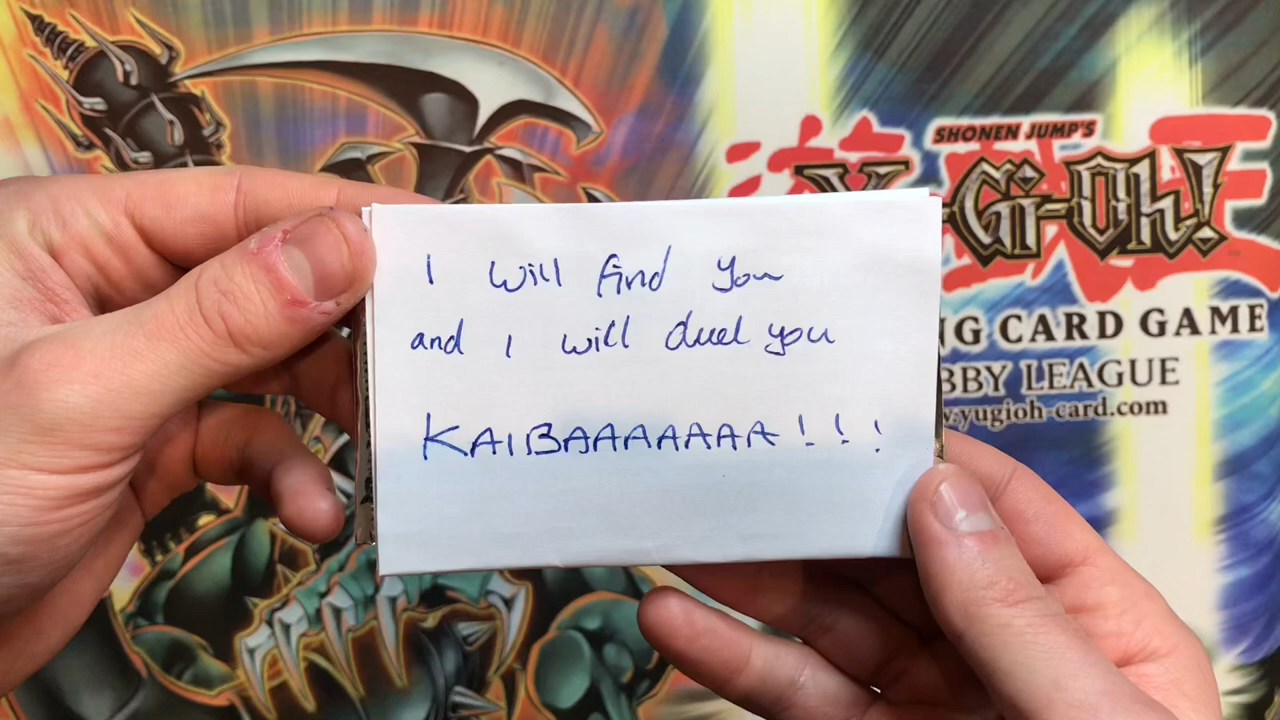 I will find you
and I will duel you
KAIBAAAAAAA!!!
SHONEN JUMP'S
Gi-Oh!
NG CARD GAME
BBY LEAGUE
.yugioh-card.com